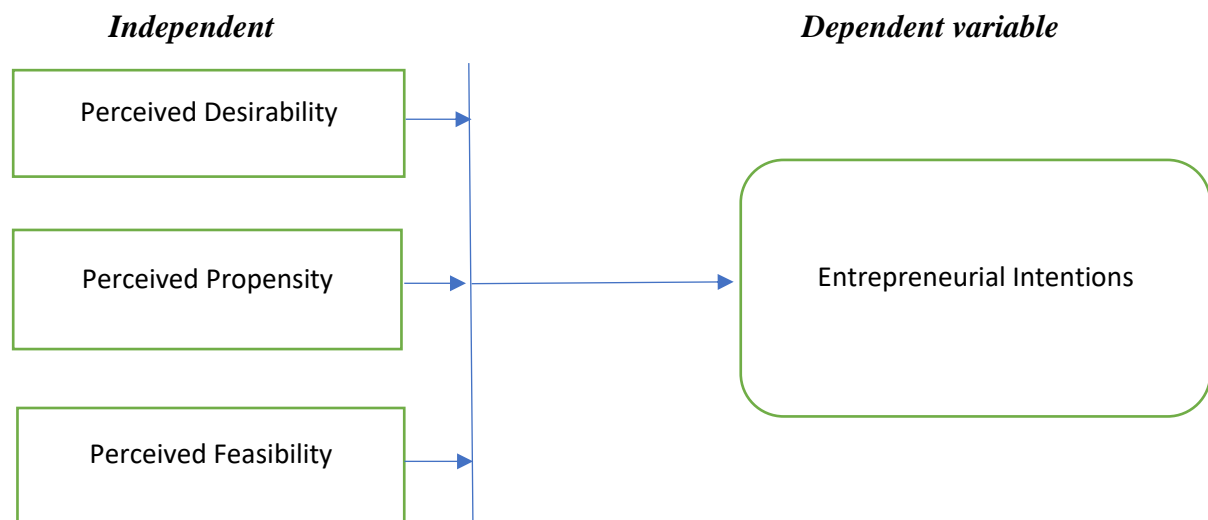 Independent
Dependent variable
Perceived Desirability
Perceived Propensity
Entrepreneurial Intentions
Perceived Feasibility